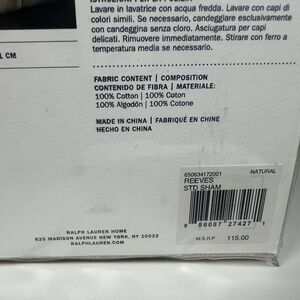 Lavare in lavatrice con acqua fredda. Lavare con capi di
colori simili. Se necessario, candeggiare esclusivamente
con candeggina senza cloro. Asciugatura per capi
delicati. Rimuovere immediatamente. Stirare con ferro a
temperatura media se necessario.
CM
FABRIC CONTENT | COMPOSITION
CONTENIDO DE FIBRA | COMPOSIZIONE
100% Cotton | 100% Coton
100% Algodón | 100% Cotone
MADE IN CHINA | FABRIQUÉ EN CHINE
HECHO EN CHINA
650634172001 NATURAL
REEVES
STD SHAM
8 86087 27427 1
M.S.R.P 115.00
RALPH LAUREN HOME
625 MADISON AVENUE NEW YORK, NY 10022
RALPHLAUREN.COM